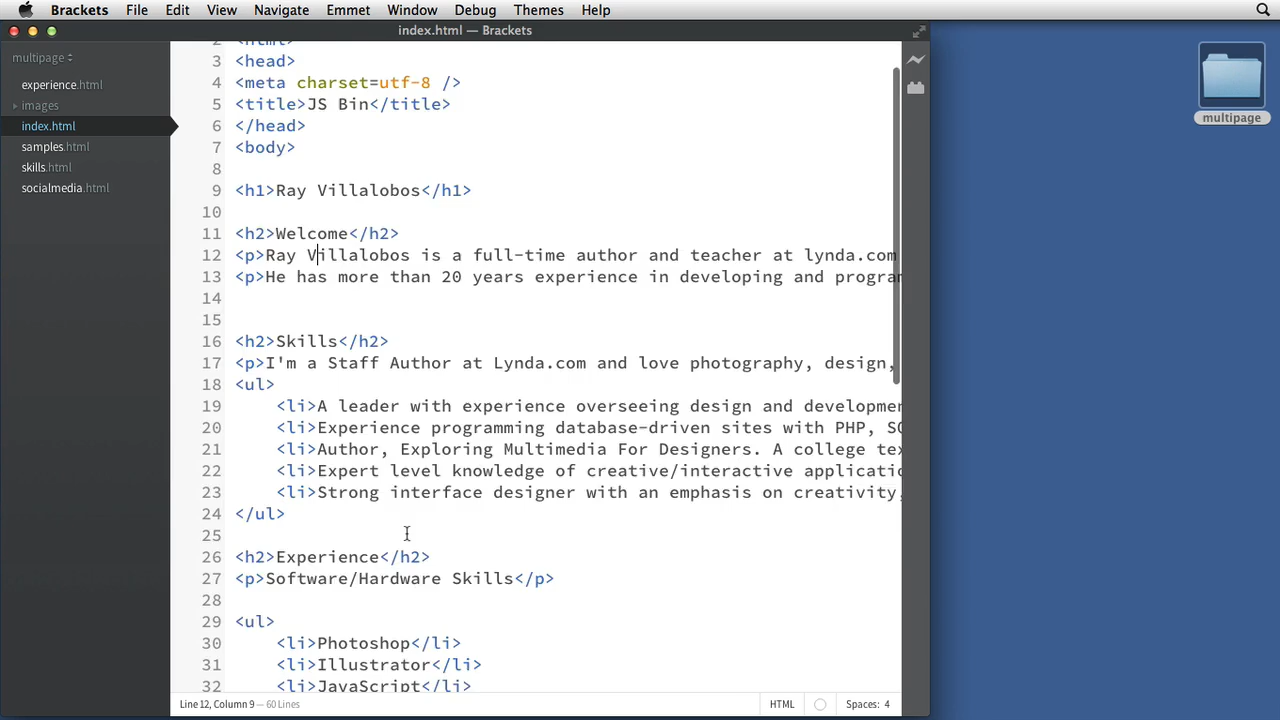 Brackets File Edit View Navigate Emmet Window Debug Themes Help
index.html — Brackets
multipage
experience.html
images
index.html
samples.html
skills.html
socialmedia.html
2 <html>
3 <head>
4 <meta charset=utf-8 />
5 <title>JS Bin</title>
6 </head>
7 <body>
8
9 <h1>Ray Villalobos</h1>
10
11 <h2>Welcome</h2>
12 <p>Ray Villalobos is a full-time author and teacher at lynda.com
13 <p>He has more than 20 years experience in developing and progra
14
15
16 <h2>Skills</h2>
17 <p>I'm a Staff Author at Lynda.com and love photography, design,
18 <ul>
19 <li>A leader with experience overseeing design and developme
20 <li>Experience programming database-driven sites with PHP, S
21 <li>Author, Exploring Multimedia For Designers. A college te
22 <li>Expert level knowledge of creative/interactive applicati
23 <li>Strong interface designer with an emphasis on creativity,
24 </ul>
25
26 <h2>Experience</h2>
27 <p>Software/Hardware Skills</p>
28
29 <ul>
30 <li>Photoshop</li>
31 <li>Illustrator</li>
32 <li>JavaScript</li>
Line 12, Column 9 — 60 Lines
HTML
Spaces: 4
multipage